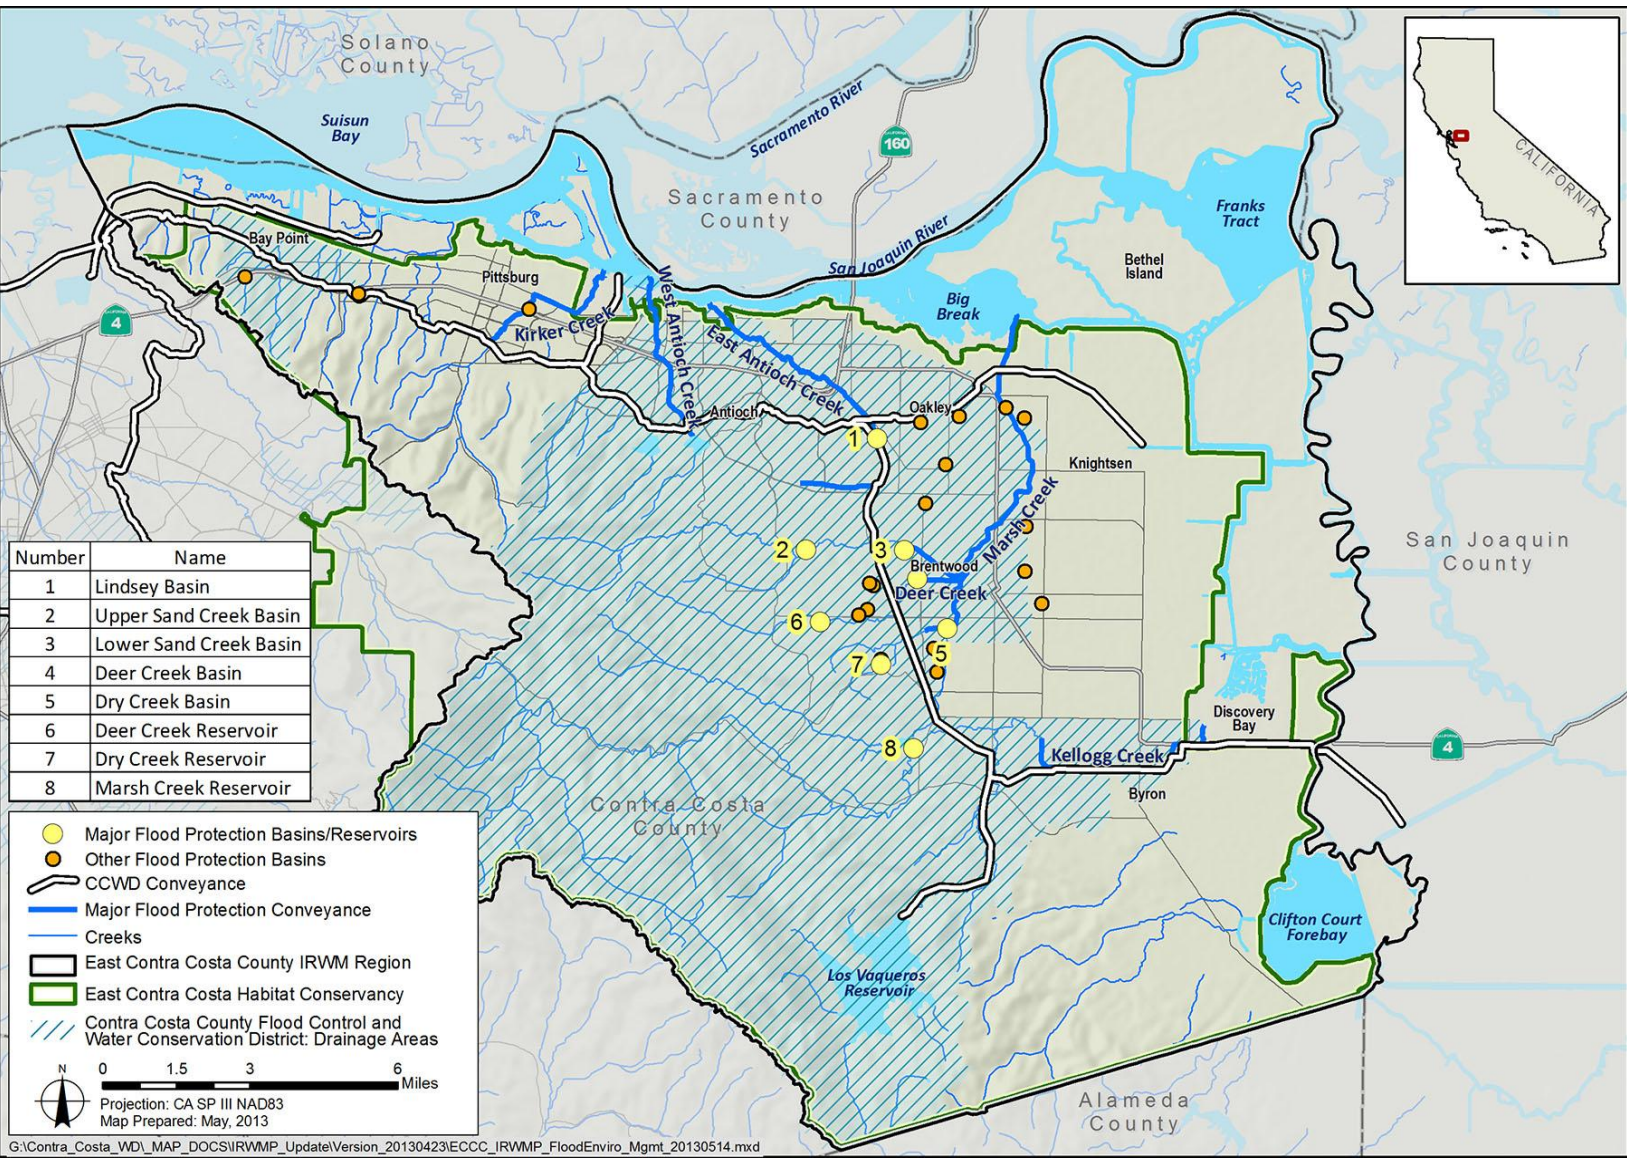 Solano
County
Suisun
Bay
Sacramento River
CALIFORNIA
160
Sacramento
County
San Joaquin River
Franks
Tract
CALIFORNIA
Bethel
Island
Big
Break
Bay Point
Pittsburg
Kirker Creek
West Antioch Creek
East Antioch Creek
CALIFORNIA
4
Antioch
Oakley
1
Knightsen
Marsh Creek
2
3
Brentwood
Deer Creek
San Joaquin
County
6
5
7
Discovery
Bay
8
Kellogg Creek
CALIFORNIA
4
Byron
Contra Costa
County
Clifton Court
Forebay
Los Vaqueros
Reservoir
Alameda
County
Number Name
1 Lindsey Basin
2 Upper Sand Creek Basin
3 Lower Sand Creek Basin
4 Deer Creek Basin
5 Dry Creek Basin
6 Deer Creek Reservoir
7 Dry Creek Reservoir
8 Marsh Creek Reservoir
Major Flood Protection Basins/Reservoirs
Other Flood Protection Basins
CCWD Conveyance
Major Flood Protection Conveyance
Creeks
East Contra Costa County IRWM Region
East Contra Costa Habitat Conservancy
Contra Costa County Flood Control and
Water Conservation District: Drainage Areas
N
0 1.5 3 6
Miles
Projection: CA SP III NAD83
Map Prepared: May, 2013
G:\Contra_Costa_WD\_MAP_DOCS\IRWMP_Update\Version_20130423\ECCC_IRWMP_FloodEnviro_Mgmt_20130514.mxd